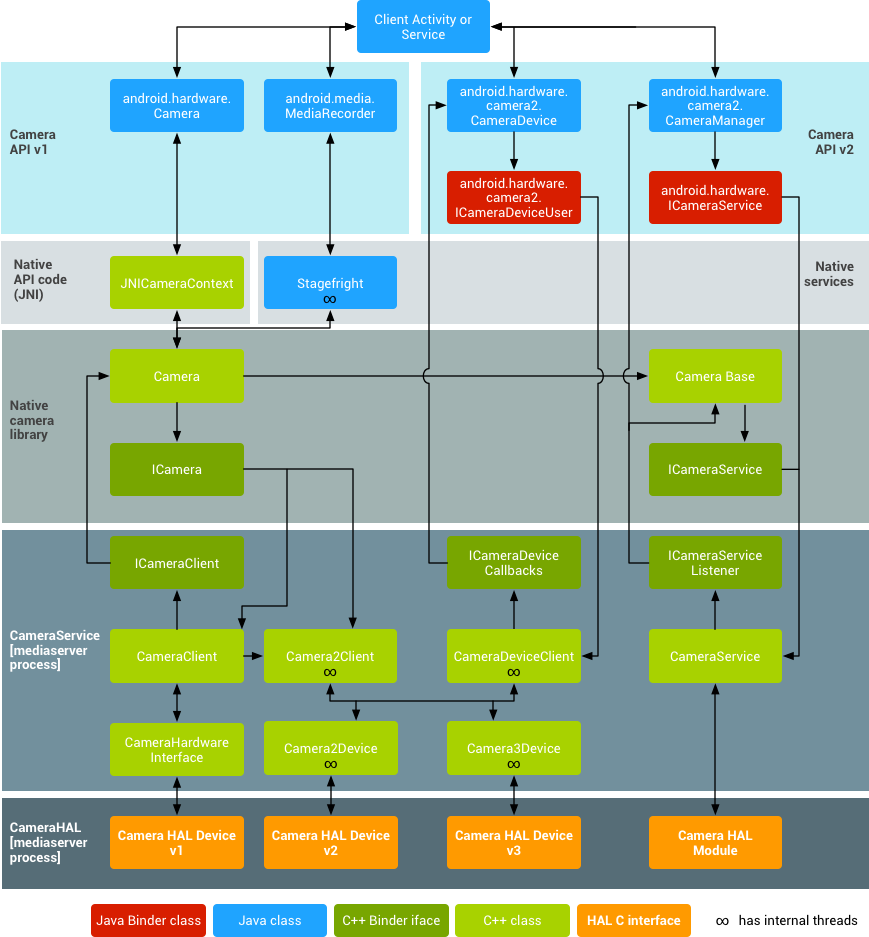 Client Activity or
Service
Camera
API v1
android.hardware.
Camera
android.media.
MediaRecorder
android.hardware.
camera2.
CameraDevice
android.hardware.
camera2.
CameraManager
Camera
API v2
android.hardware.
camera2.
ICameraDeviceUser
android.hardware.
ICameraService
Native
API code
(JNI)
JNICameraContext
Stagefright
∞
Native
services
Native
camera
library
Camera
Camera Base
ICamera
ICameraService
CameraService
[mediaserver
process]
ICameraClient
ICameraDevice
Callbacks
ICameraService
Listener
CameraClient
Camera2Client
∞
CameraDeviceClient
∞
CameraService
CameraHardware
Interface
Camera2Device
∞
Camera3Device
∞
CameraHAL
[mediaserver
process]
Camera HAL Device
v1
Camera HAL Device
v2
Camera HAL Device
v3
Camera HAL
Module
Java Binder class
Java class
C++ Binder iface
C++ class
HAL C interface
∞ has internal threads